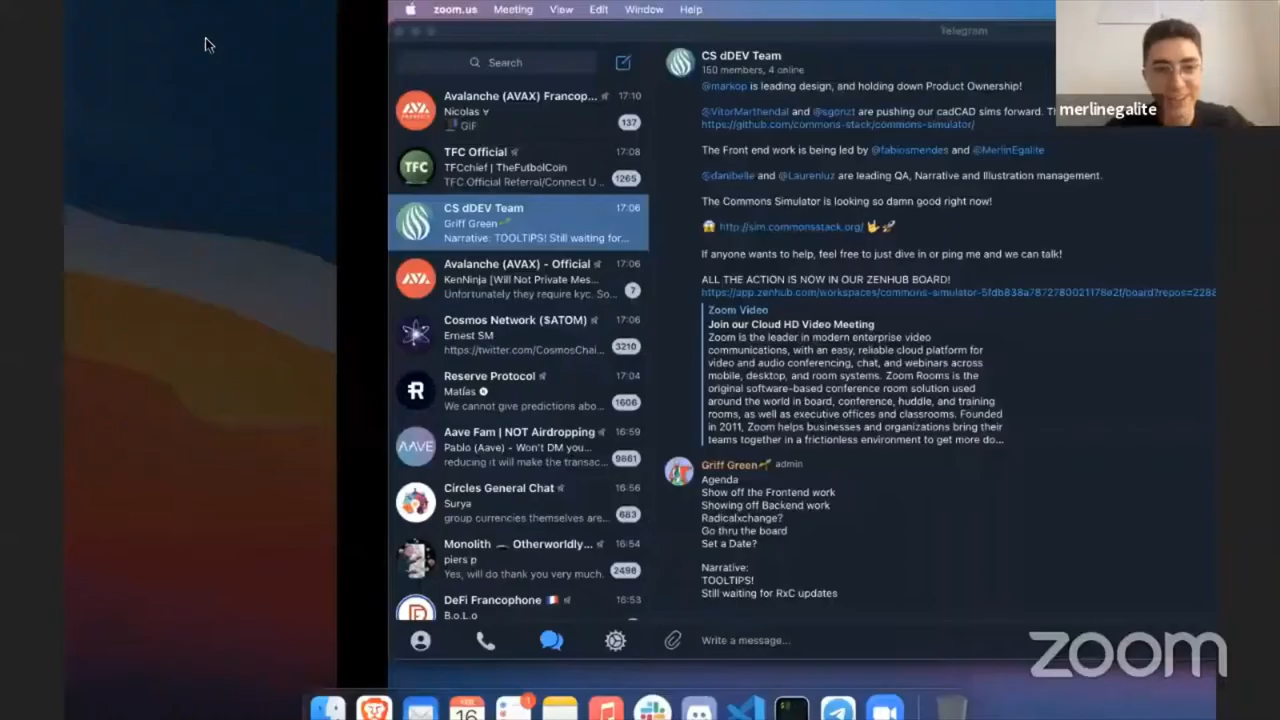 zoom.us Meeting View Edit Window Help
Telegram
merlinegalite
Search
Avalanche (AVAX) Francop... 17:10
Nicolas
GIF 137
TFC Official 17:08
TFCchief | TheFutbolCoin
TFC Official Referral/Connect U... 1265
TFC
CS dDEV Team 17:06
Griff Green
Narrative: TOOLTIPS! Still waiting for...
Avalanche (AVAX) - Official 17:06
KenNinja [Will Not Private Mes...
Unfortunately they require kyc. So... 7
Cosmos Network ($ATOM) 17:06
Ernest SM
https://twitter.com/CosmosChai... 3210
Reserve Protocol 17:04
Matías
We cannot give predictions abo... 1606
Aave Fam | NOT Airdropping 16:59
Pablo (Aave) - Won't DM you...
reducing it will make the transac... 9861
AAVE
Circles General Chat 16:56
Surya
group currencies themselves are... 683
Monolith Otherworldly... 16:54
piers p
Yes, will do thank you very much. 2498
DeFi Francophone 16:53
B.o.L.o
CS dDEV Team
150 members, 4 online
@markop is leading design, and holding down Product Ownership!
@VitorMarthendal and @sgonzt are pushing our cadCAD sims forward.
https://github.com/commons-stack/commons-simulator/
The Front end work is being led by @fabiosmendes and @MerlinEgalite
@danibelle and @Laurenluz are leading QA, Narrative and Illustration management.
The Commons Simulator is looking so damn good right now!
😱 http://sim.commonsstack.org/ 🤟🚀
If anyone wants to help, feel free to just dive in or ping me and we can talk!
ALL THE ACTION IS NOW IN OUR ZENHUB BOARD!
https://app.zenhub.com/workspaces/commons-simulator-5fdb838a7872780021178e2f/board?repos=2288
Zoom Video
Join our Cloud HD Video Meeting
Zoom is the leader in modern enterprise video
communications, with an easy, reliable cloud platform for
video and audio conferencing, chat, and webinars across
mobile, desktop, and room systems. Zoom Rooms is the
original software-based conference room solution used
around the world in board, conference, huddle, and training
rooms, as well as executive offices and classrooms. Founded
in 2011, Zoom helps businesses and organizations bring their
teams together in a frictionless environment to get more do...
Griff Green admin
Agenda
Show off the Frontend work
Showing off Backend work
Radicalxchange?
Go thru the board
Set a Date?
Narrative:
TOOLTIPS!
Still waiting for RxC updates
Write a message...
zoom
16